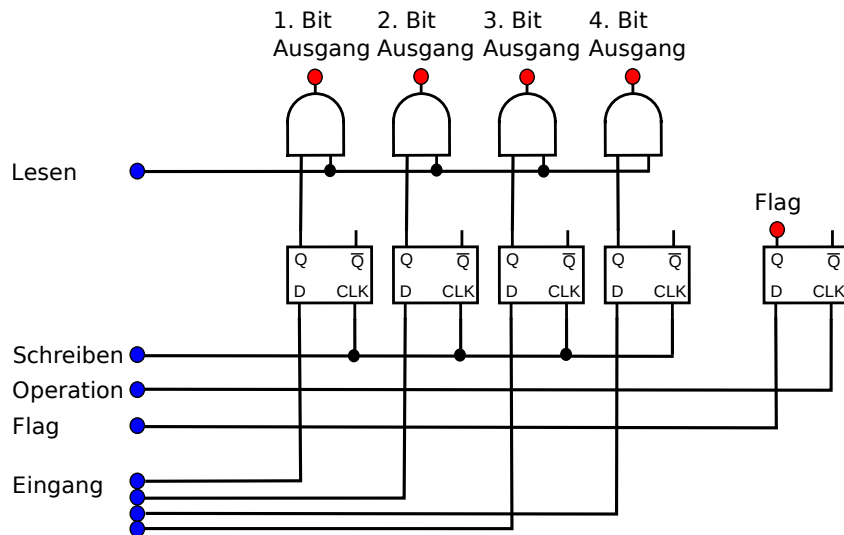 1. Bit 2. Bit 3. Bit 4. Bit
Ausgang Ausgang Ausgang Ausgang
Lesen
Flag
Q Q Q Q Q Q Q Q Q Q
D CLK D CLK D CLK D CLK D CLK
Schreiben
Operation
Flag
Eingang